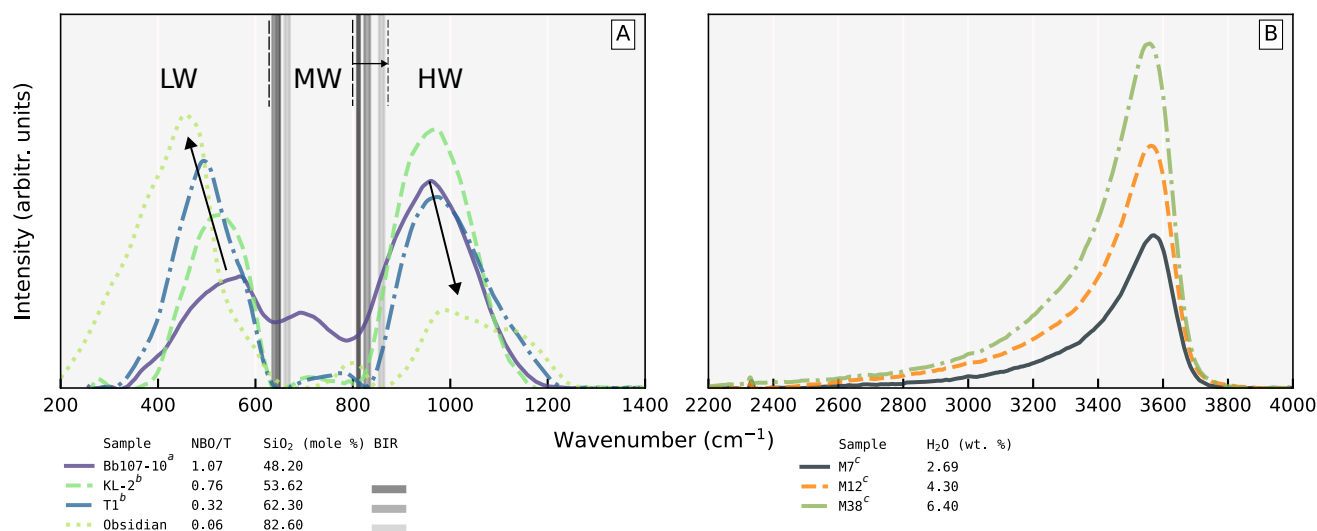 A
B
LW MW HW
Intensity (arbitr. units)
200 400 600 800 1000 1200 1400
2200 2400 2600 2800 3000 3200 3400 3600 3800 4000
Wavenumber (cm⁻¹)
Sample NBO/T SiO₂ (mole %) BIR
Bb107-10ᵃ 1.07 48.20
KL-2ᵇ 0.76 53.62
T1ᵇ 0.32 62.30
Obsidian 0.06 82.60
Sample H₂O (wt. %)
M7ᶜ 2.69
M12ᶜ 4.30
M38ᶜ 6.40